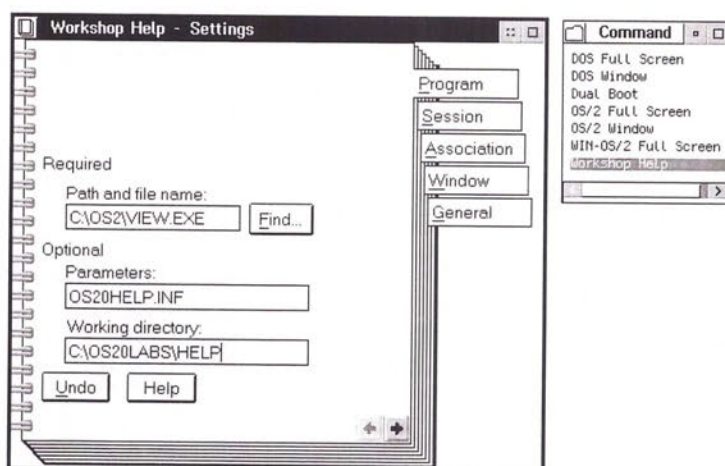 Workshop Help - Settings
Program
Session
Association
Window
General
Required
Path and file name:
C:\OS2\VIEW.EXE
Find...
Optional
Parameters:
OS20HELP.INF
Working directory:
C:\OS20LABS\HELP
Undo
Help
Command
DOS Full Screen
DOS Window
Dual Boot
OS/2 Full Screen
OS/2 Window
WIN-OS/2 Full Screen
Workshop Help